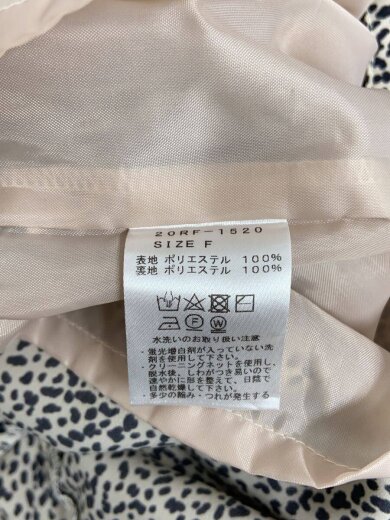 20RF-1520
SIZE F
表地 ポリエステル 100%
裏地 ポリエステル 100%
F W
水洗いのお取り扱い注意
・蛍光増白剤が入っていない洗
剤を使用して下さい。
・クリーニングネットを使用し、
脱水後、しわがつき易いので
速やかに形を整えて、日陰で
自然乾燥して下さい。
・多少の縮み・つれが発生する